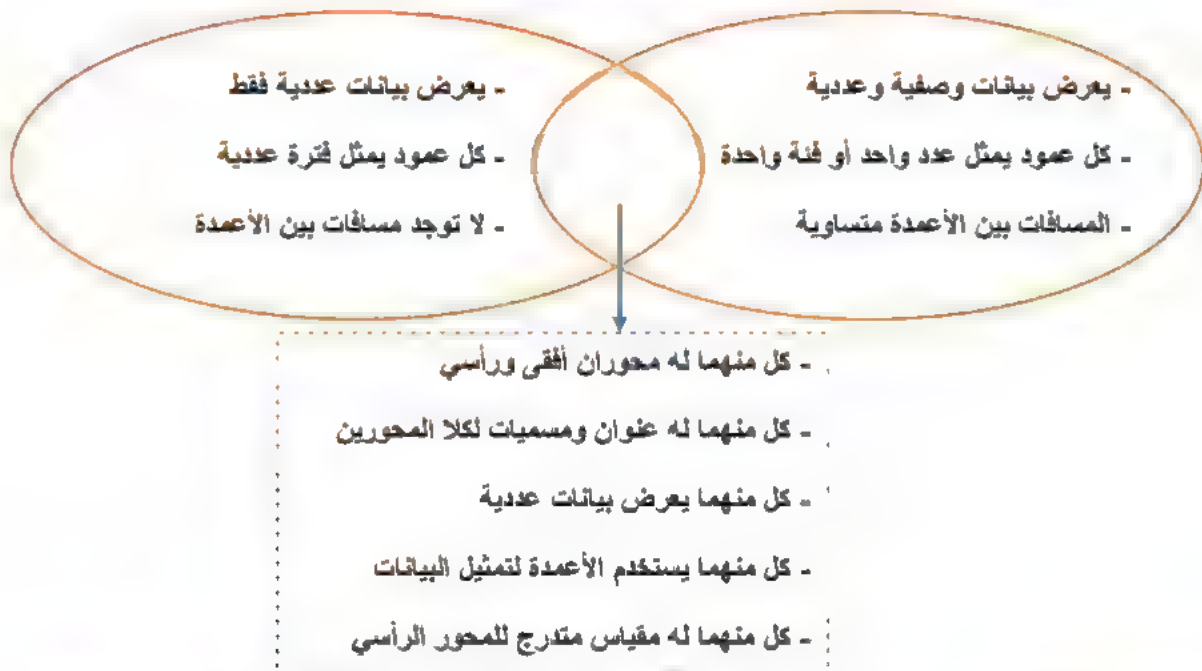 - يعرض بيانات وصفية وعددية
- كل عمود يمثل عدد واحد أو فئة واحدة
- المسافات بين الأعمدة متساوية
- يعرض بيانات عددية فقط
- كل عمود يمثل فترة عددية
- لا توجد مسافات بين الأعمدة
- كل منهما له محوران أفقى ورأسي
- كل منهما له عنوان ومسميات لكلا المحورين
- كل منهما يعرض بيانات عددية
- كل منهما يستخدم الأعمدة لتمثيل البيانات
- كل منهما له مقياس متدرج للمحور الرأسي